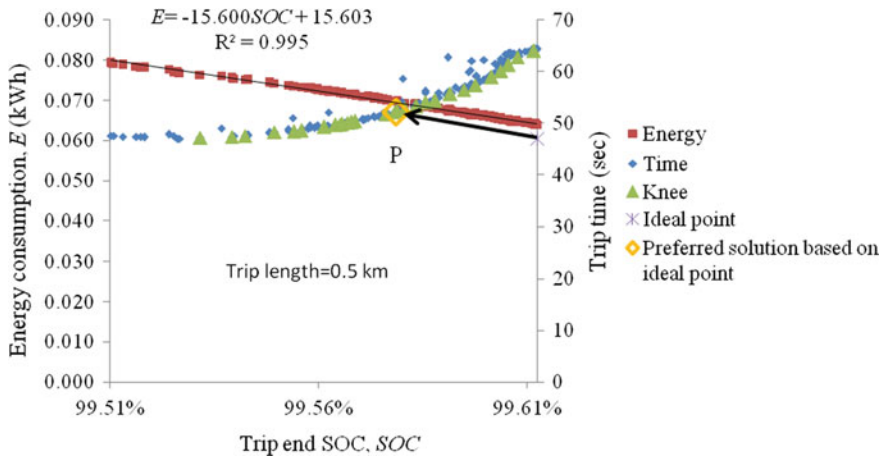 E= -15.600SOC+ 15.603
R² = 0.995
Energy consumption, E (kWh)
0.090
0.080
0.070
0.060
0.050
0.040
0.030
0.020
0.010
0.000
P
Trip length=0.5 km
70
60
50
40
30
20
10
0
Trip time (sec)
99.51%
99.56%
99.61%
Trip end SOC, SOC
Energy
Time
Knee
Ideal point
Preferred solution based on
ideal point